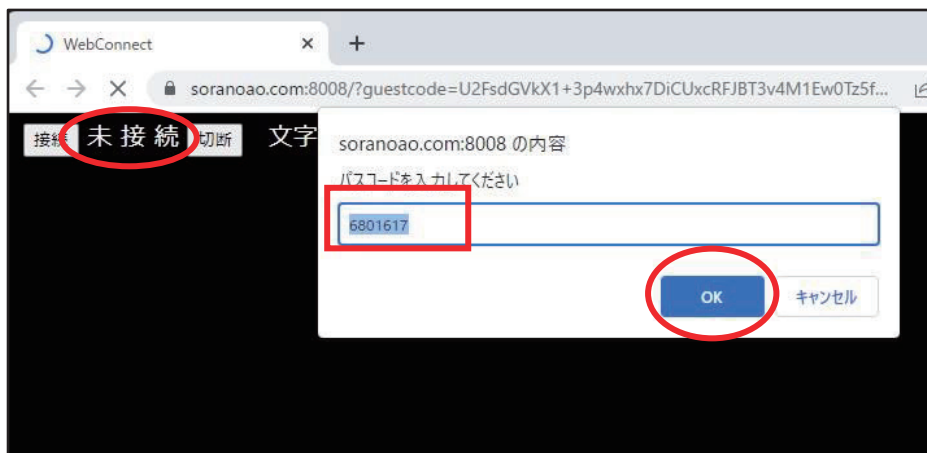 WebConnect
soranoao.com:8008/?guestcode=U2FsdGVkX1+3p4wxhx7DiCUxcRFJBT3v4M1Ew0Tz5f...
接続 未接続 切断 文字
soranoao.com:8008 の内容
パスコードを入力してください
6801617
OK キャンセル